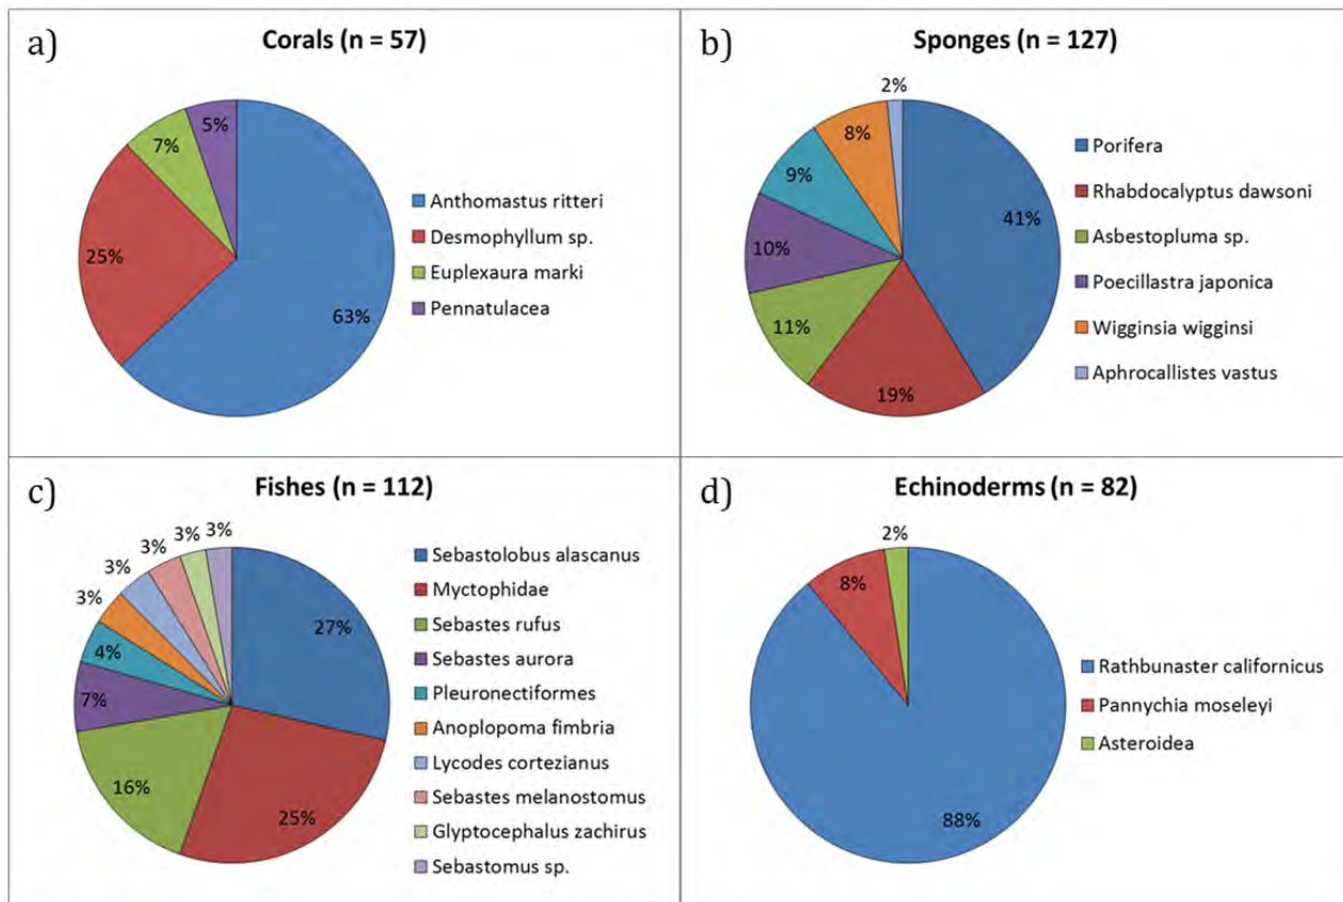 a)
Corals (n = 57)
5%
7%
25%
63%
Anthomastus ritteri
Desmophyllum sp.
Euplexaura marki
Pennatulacea
b)
Sponges (n = 127)
2%
8%
9%
10%
11%
19%
41%
Porifera
Rhabdocalyptus dawsoni
Asbestopluma sp.
Poecillastra japonica
Wigginsia wigginsi
Aphrocallistes vastus
c)
Fishes (n = 112)
3%
3%
3%
3%
3%
4%
7%
16%
25%
27%
Sebastolobus alascanus
Myctophidae
Sebastes rufus
Sebastes aurora
Pleuronectiformes
Anoplopoma fimbria
Lycodes cortezianus
Sebastes melanostomus
Glyptocephalus zachirus
Sebastomus sp.
d)
Echinoderms (n = 82)
2%
8%
88%
Rathbunaster californicus
Pannychia moseleyi
Asteroidea